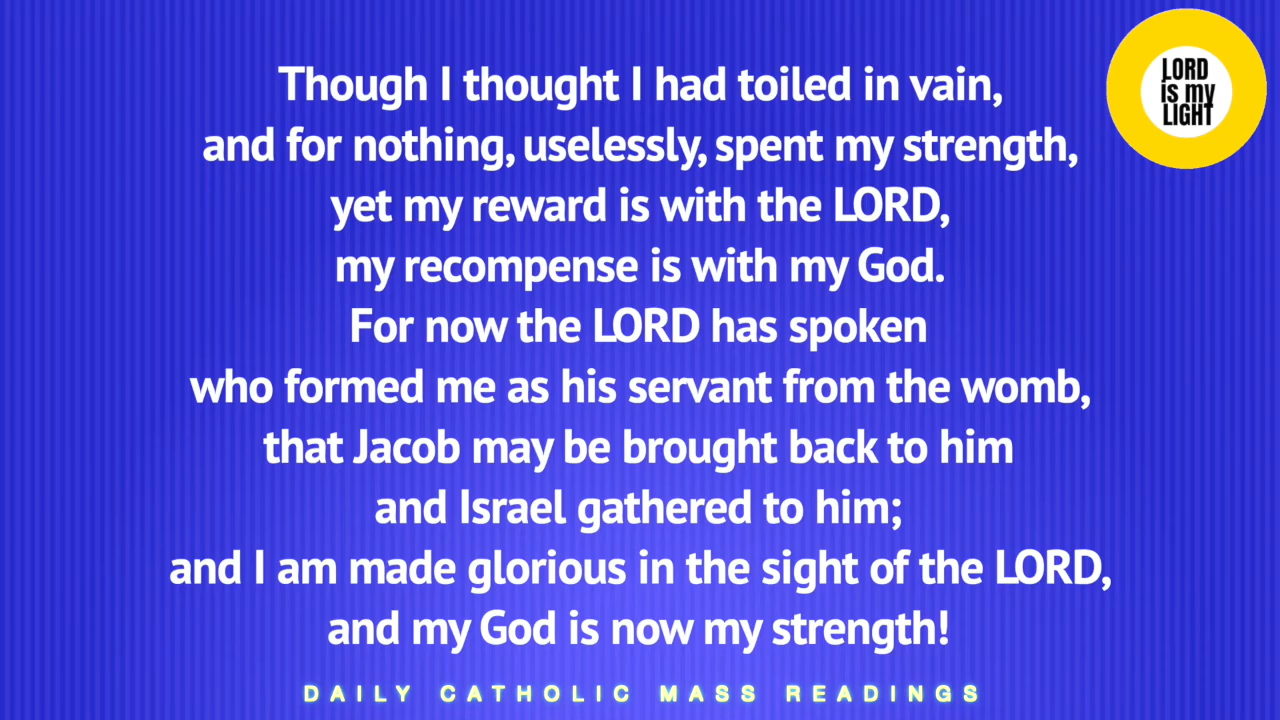 Though I thought I had toiled in vain,
and for nothing, uselessly, spent my strength,
yet my reward is with the LORD,
my recompense is with my God.
For now the LORD has spoken
who formed me as his servant from the womb,
that Jacob may be brought back to him
and Israel gathered to him;
and I am made glorious in the sight of the LORD,
and my God is now my strength!
LORD
is my
LIGHT
DAILY CATHOLIC MASS READINGS